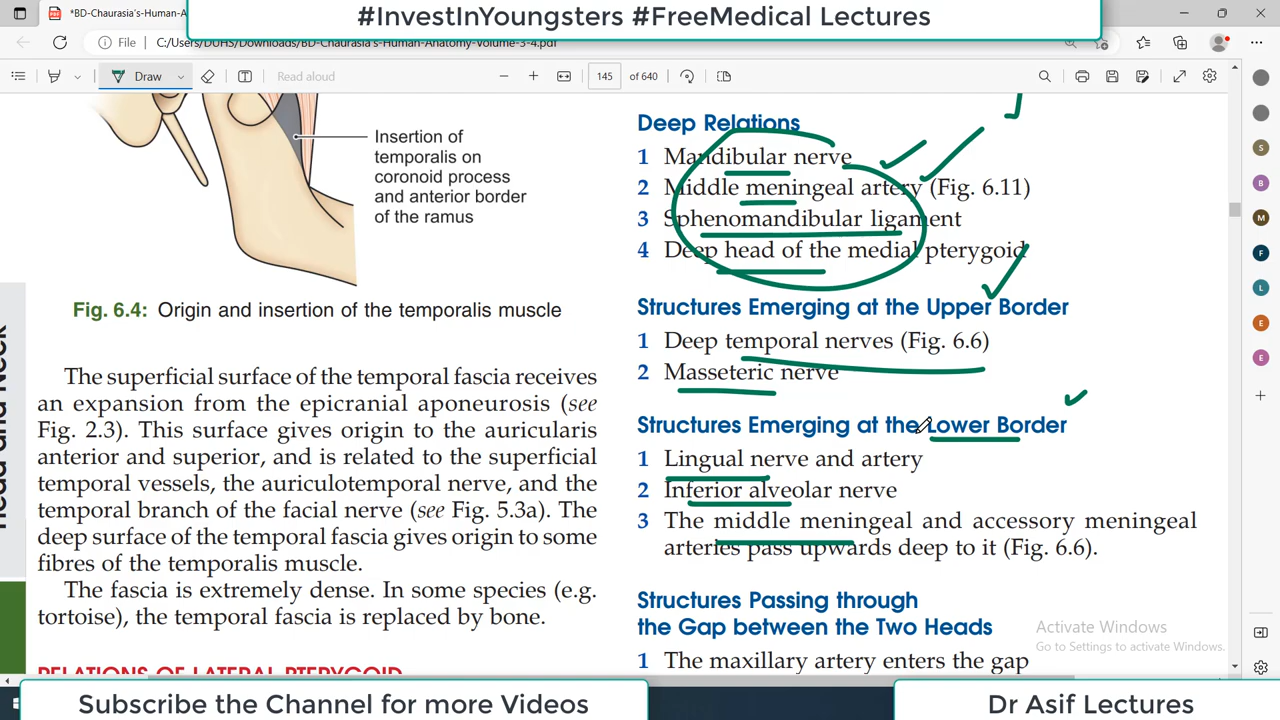 #InvestInYoungsters #FreeMedical Lectures
*BD-Chaurasia's-Human-A
File
C:/Users/DUHS/Downloads/BD-Chaurasia's-Human-Anatomy-Volume-3-4.pdf
Draw
Read aloud
145
of 640
Insertion of
temporalis on
coronoid process
and anterior border
of the ramus
Fig. 6.4: Origin and insertion of the temporalis muscle
The superficial surface of the temporal fascia receives
an expansion from the epicranial aponeurosis (see
Fig. 2.3). This surface gives origin to the auricularis
anterior and superior, and is related to the superficial
temporal vessels, the auriculotemporal nerve, and the
temporal branch of the facial nerve (see Fig. 5.3a). The
deep surface of the temporal fascia gives origin to some
fibres of the temporalis muscle.
The fascia is extremely dense. In some species (e.g.
tortoise), the temporal fascia is replaced by bone.
RELATIONS OF LATERAL PTERYGOID
Head and Neck
Deep Relations
1 Mandibular nerve
2 Middle meningeal artery (Fig. 6.11)
3 Sphenomandibular ligament
4 Deep head of the medial pterygoid
Structures Emerging at the Upper Border
1 Deep temporal nerves (Fig. 6.6)
2 Masseteric nerve
Structures Emerging at the Lower Border
1 Lingual nerve and artery
2 Inferior alveolar nerve
3 The middle meningeal and accessory meningeal
arteries pass upwards deep to it (Fig. 6.6).
Structures Passing through
the Gap between the Two Heads
1 The maxillary artery enters the gap
Activate Windows
Go to Settings to activate Windows.
S
B
M
F
L
E
E
Subscribe the Channel for more Videos
Dr Asif Lectures